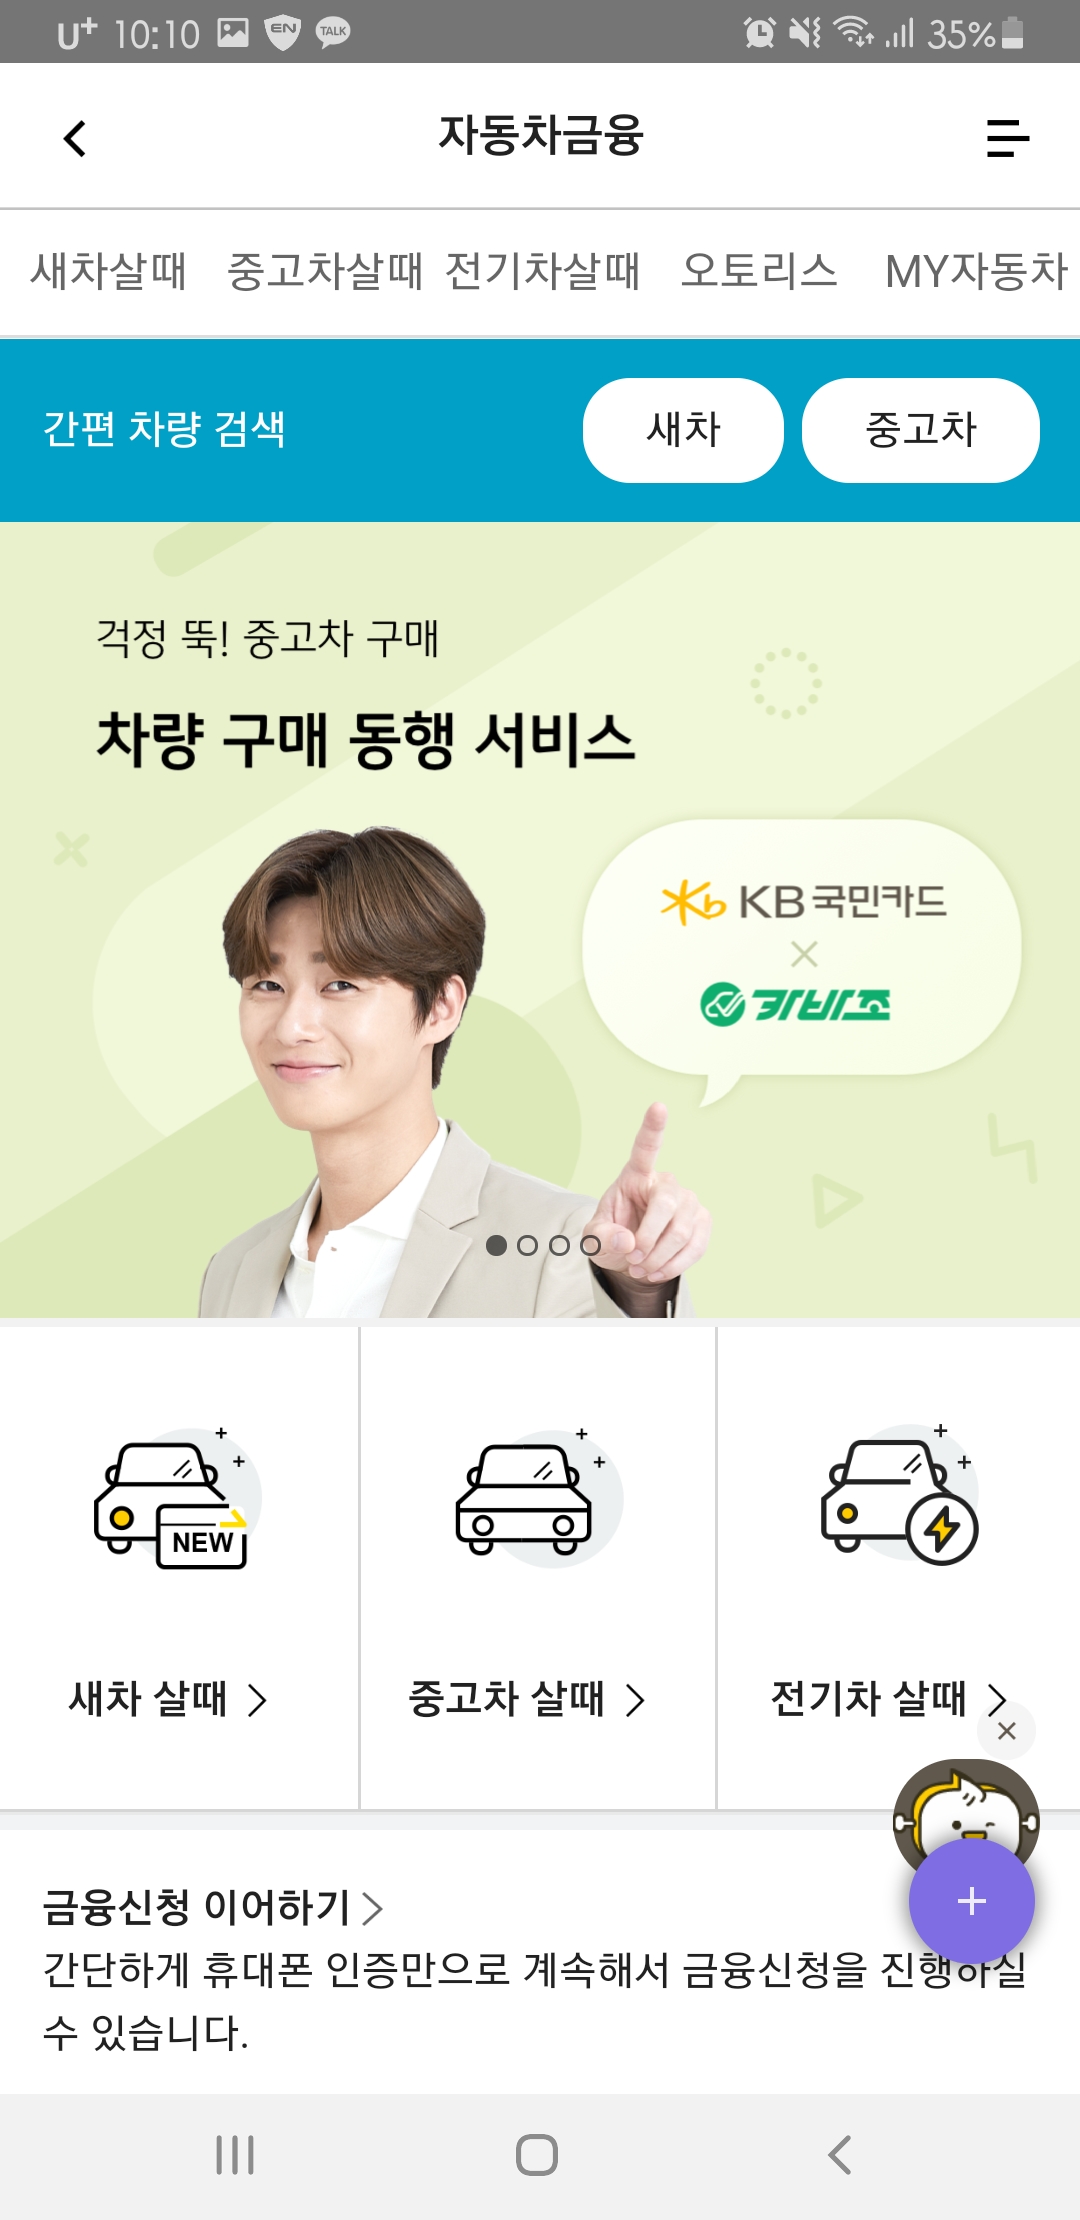 U+ 10:10 EN TALK 35%
자동차금융
새차살때 중고차살때 전기차살때 오토리스 MY자동차
간편 차량 검색 새차 중고차
걱정 뚝! 중고차 구매
차량 구매 동행 서비스
Kb KB국민카드
×
카바조
NEW
새차 살때 중고차 살때 전기차 살때
금융신청 이어하기
간단하게 휴대폰 인증만으로 계속해서 금융신청을 진행하실
수 있습니다.